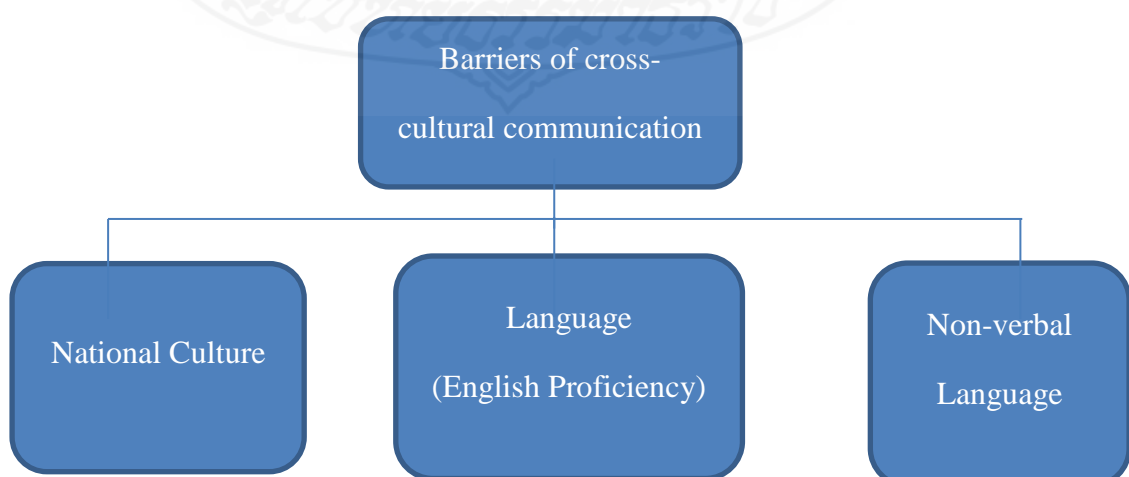 Barriers of cross-
cultural communication
National Culture
Language
(English Proficiency)
Non-verbal
Language